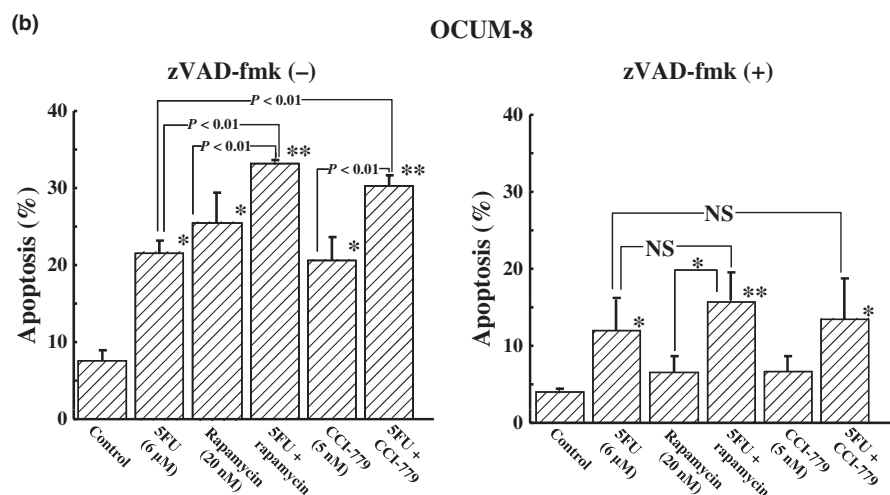 (b)
OCUM-8
zVAD-fmk (–)
Apoptosis (%)
40
30
20
10
0
P < 0.01
P < 0.01
P < 0.01
P < 0.01
*
*
**
*
**
Control
5FU
(6 μM)
Rapamycin
(20 nM)
5FU +
rapamycin
CCI-779
(5 nM)
5FU +
CCI-779
zVAD-fmk (+)
Apoptosis (%)
40
30
20
10
0
NS
NS
*
*
**
*
Control
5FU
(6 μM)
Rapamycin
(20 nM)
5FU +
rapamycin
CCI-779
(5 nM)
5FU +
CCI-779